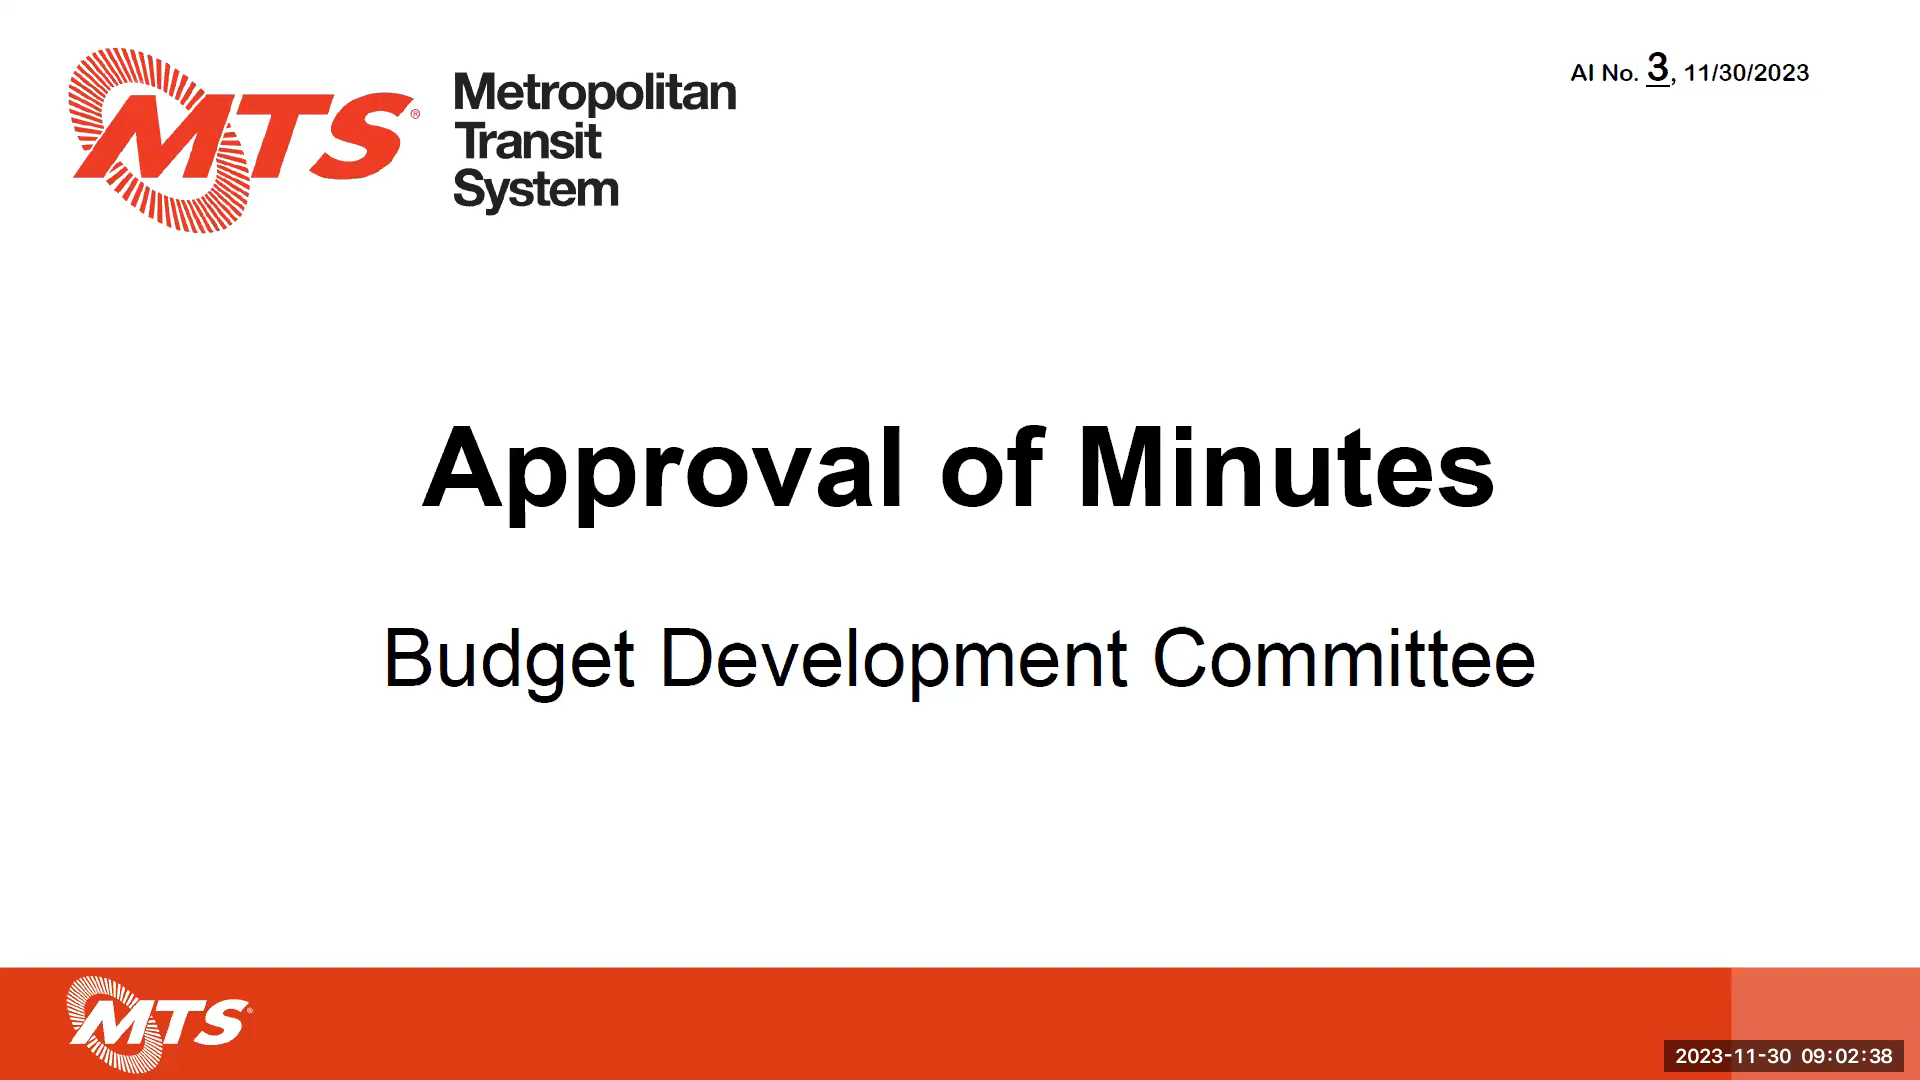 MTS®
Metropolitan
Transit
System
AI No. 3, 11/30/2023
Approval of Minutes
Budget Development Committee
MTS®
2023-11-30 09:02:38